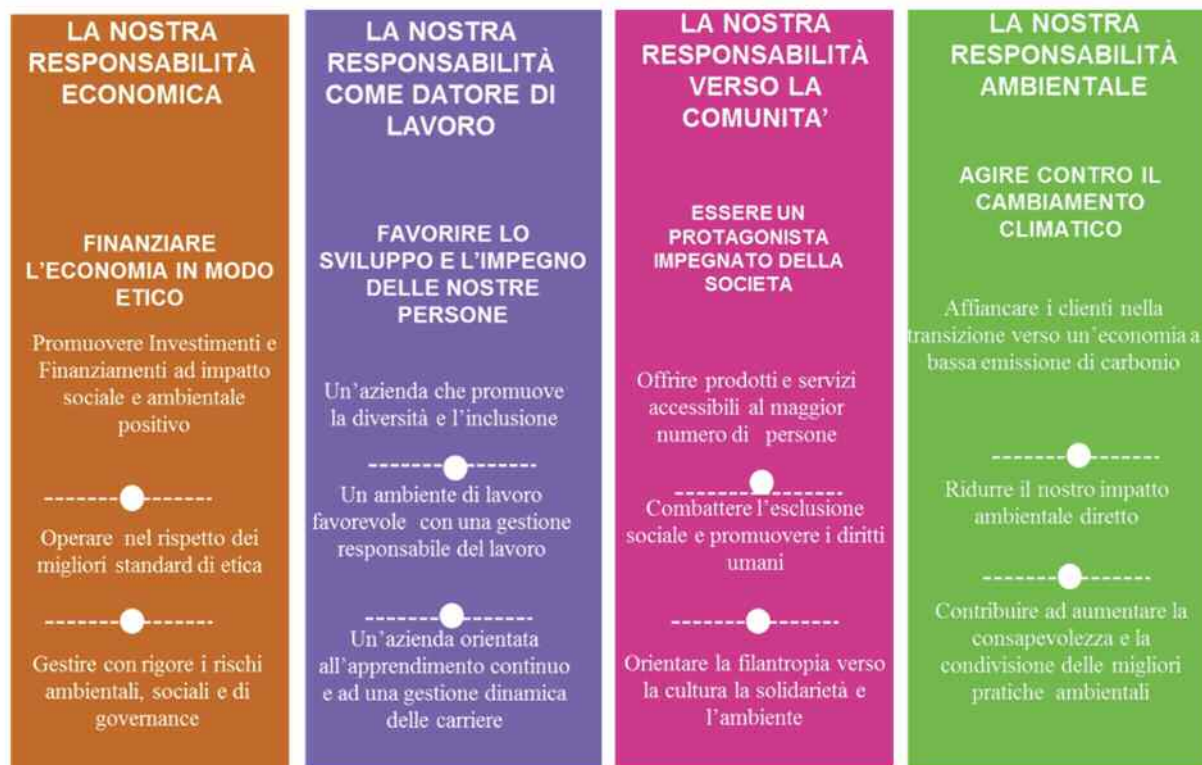 LA NOSTRA
RESPONSABILITÀ
ECONOMICA
FINANZIARE
L’ECONOMIA IN MODO
ETICO
Promuovere Investimenti e
Finanziamenti ad impatto
sociale e ambientale
positivo
Operare nel rispetto dei
migliori standard di etica
Gestire con rigore i rischi
ambientali, sociali e di
governance
LA NOSTRA
RESPONSABILITÀ
COME DATORE DI
LAVORO
FAVORIRE LO
SVILUPPO E L’IMPEGNO
DELLE NOSTRE
PERSONE
Un’azienda che promuove
la diversità e l’inclusione
Un ambiente di lavoro
favorevole con una gestione
responsabile del lavoro
Un’azienda orientata
all’apprendimento continuo
e ad una gestione dinamica
delle carriere
LA NOSTRA
RESPONSABILITÀ
VERSO LA
COMUNITA’
ESSERE UN
PROTAGONISTA
IMPEGNATO DELLA
SOCIETA
Offrire prodotti e servizi
accessibili al maggior
numero di persone
Combattere l’esclusione
sociale e promuovere i diritti
umani
Orientare la filantropia verso
la cultura la solidarietà e
l’ambiente
LA NOSTRA
RESPONSABILITÀ
AMBIENTALE
AGIRE CONTRO IL
CAMBIAMENTO
CLIMATICO
Affiancare i clienti nella
transizione verso un’economia a
bassa emissione di carbonio
Ridurre il nostro impatto
ambientale diretto
Contribuire ad aumentare la
consapevolezza e la
condivisione delle migliori
pratiche ambientali